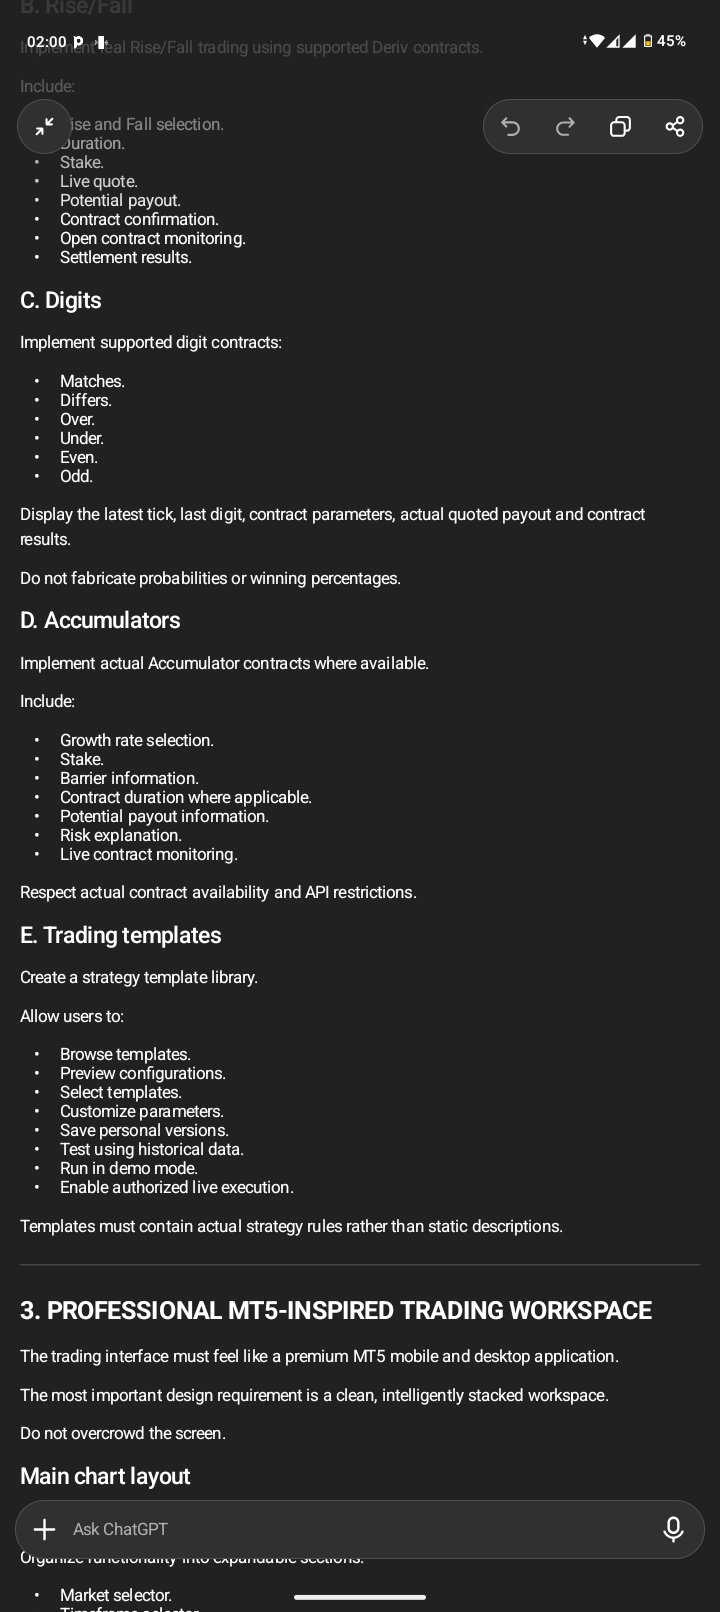 B. Rise/Fall
02:00
45%
Implement real Rise/Fall trading using supported Deriv contracts.
Include:
Rise and Fall selection.
Duration.
• Stake.
• Live quote.
• Potential payout.
• Contract confirmation.
• Open contract monitoring.
• Settlement results.
C. Digits
Implement supported digit contracts:
• Matches.
• Differs.
• Over.
• Under.
• Even.
• Odd.
Display the latest tick, last digit, contract parameters, actual quoted payout and contract
results.
Do not fabricate probabilities or winning percentages.
D. Accumulators
Implement actual Accumulator contracts where available.
Include:
• Growth rate selection.
• Stake.
• Barrier information.
• Contract duration where applicable.
• Potential payout information.
• Risk explanation.
• Live contract monitoring.
Respect actual contract availability and API restrictions.
E. Trading templates
Create a strategy template library.
Allow users to:
• Browse templates.
• Preview configurations.
• Select templates.
• Customize parameters.
• Save personal versions.
• Test using historical data.
• Run in demo mode.
• Enable authorized live execution.
Templates must contain actual strategy rules rather than static descriptions.
3. PROFESSIONAL MT5-INSPIRED TRADING WORKSPACE
The trading interface must feel like a premium MT5 mobile and desktop application.
The most important design requirement is a clean, intelligently stacked workspace.
Do not overcrowd the screen.
Main chart layout
Ask ChatGPT
Organize functionality into expandable sections.
• Market selector.
Timeframe selector.